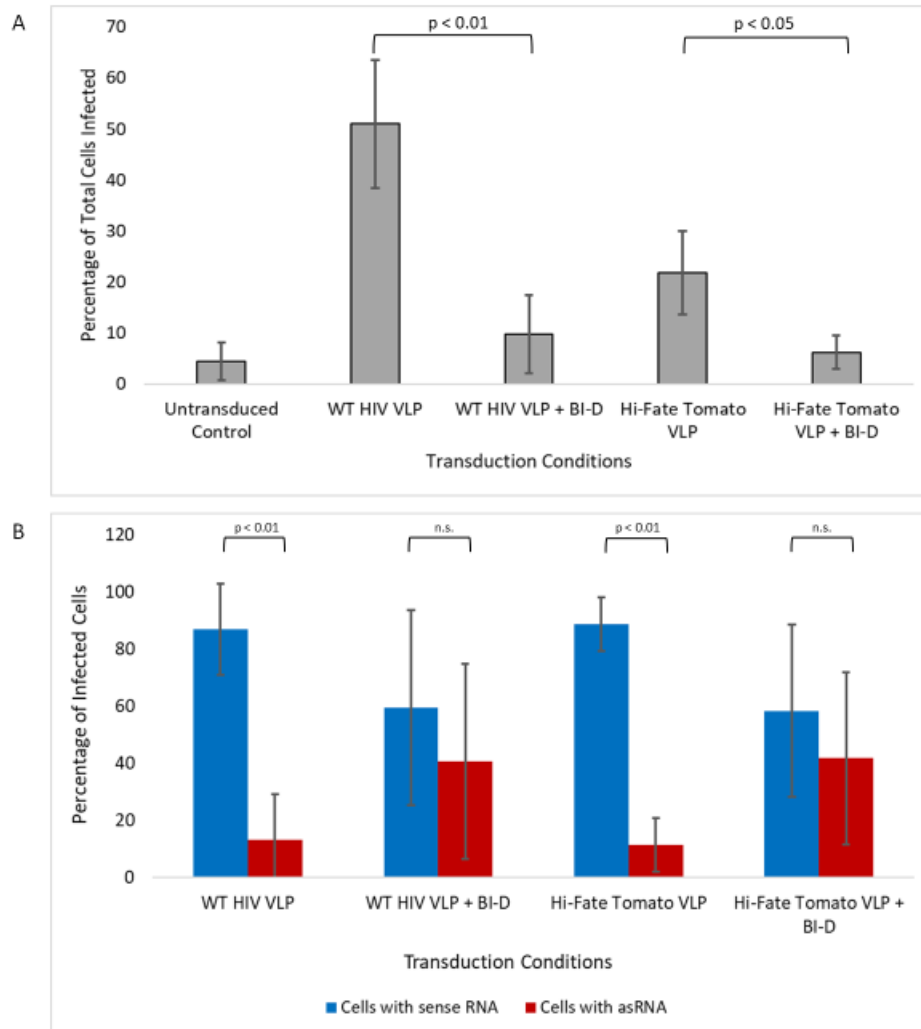 A
Percentage of Total Cells Infected
70
60
50
40
30
20
10
0
p < 0.01
p < 0.05
Untransduced
Control
WT HIV VLP
WT HIV VLP + BI-D
Hi-Fate Tomato
VLP
Hi-Fate Tomato
VLP + BI-D
Transduction Conditions
B
Percentage of Infected Cells
120
100
80
60
40
20
0
p < 0.01
n.s.
p < 0.01
n.s.
WT HIV VLP
WT HIV VLP + BI-D
Hi-Fate Tomato VLP
Hi-Fate Tomato VLP +
BI-D
Transduction Conditions
Cells with sense RNA
Cells with asRNA